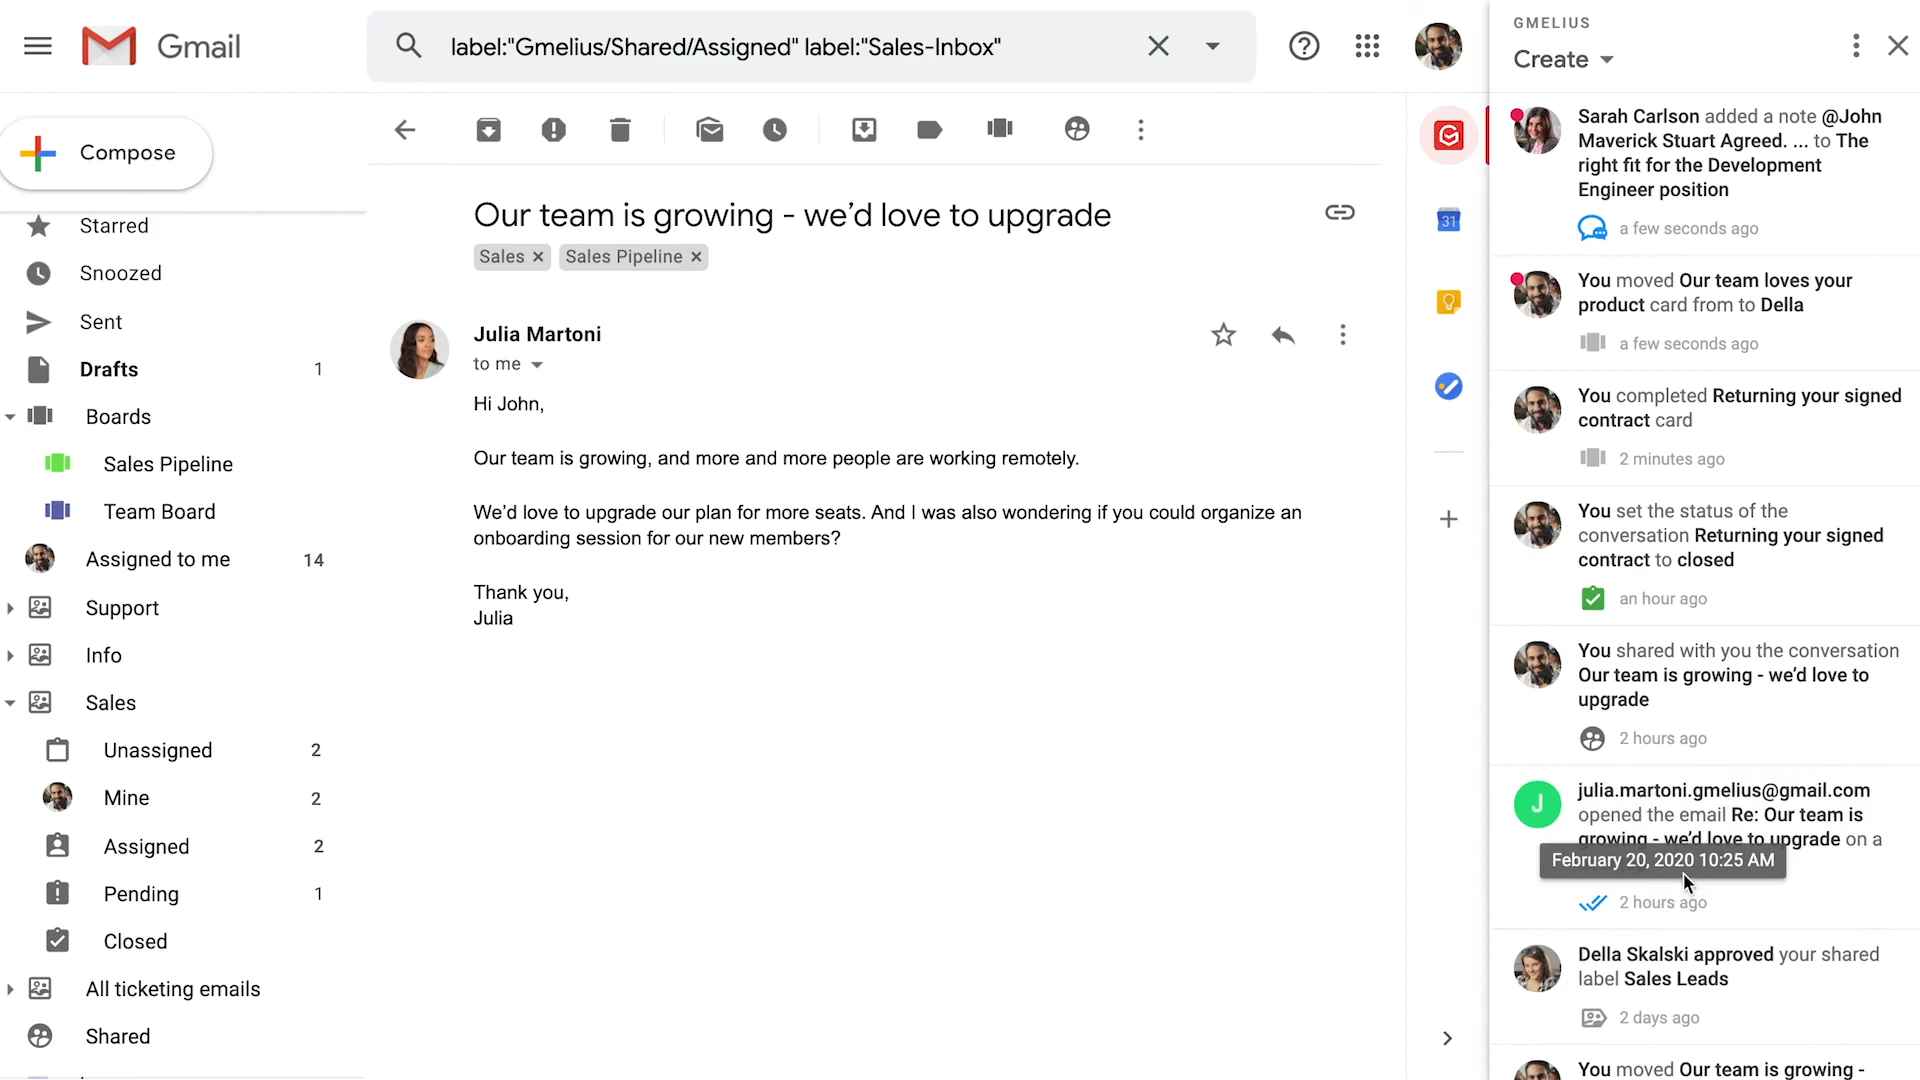 Gmail
label:"Gmelius/Shared/Assigned" label:"Sales-Inbox"
GMELIUS
Create
Compose
Starred
Snoozed
Sent
Drafts 1
Boards
Sales Pipeline
Team Board
Assigned to me 14
Support
Info
Sales
Unassigned 2
Mine 2
Assigned 2
Pending 1
Closed
All ticketing emails
Shared
Our team is growing - we'd love to upgrade
Sales × Sales Pipeline ×
Julia Martoni
to me
Hi John,
Our team is growing, and more and more people are working remotely.
We'd love to upgrade our plan for more seats. And I was also wondering if you could organize an
onboarding session for our new members?
Thank you,
Julia
31
Sarah Carlson added a note @John
Maverick Stuart Agreed. ... to The
right fit for the Development
Engineer position
a few seconds ago
You moved Our team loves your
product card from to Della
a few seconds ago
You completed Returning your signed
contract card
2 minutes ago
You set the status of the
conversation Returning your signed
contract to closed
an hour ago
You shared with you the conversation
Our team is growing - we'd love to
upgrade
2 hours ago
J
julia.martoni.gmelius@gmail.com
opened the email Re: Our team is
growing - we'd love to upgrade on a
February 20, 2020 10:25 AM
2 hours ago
Della Skalski approved your shared
label Sales Leads
2 days ago
You moved Our team is growing -